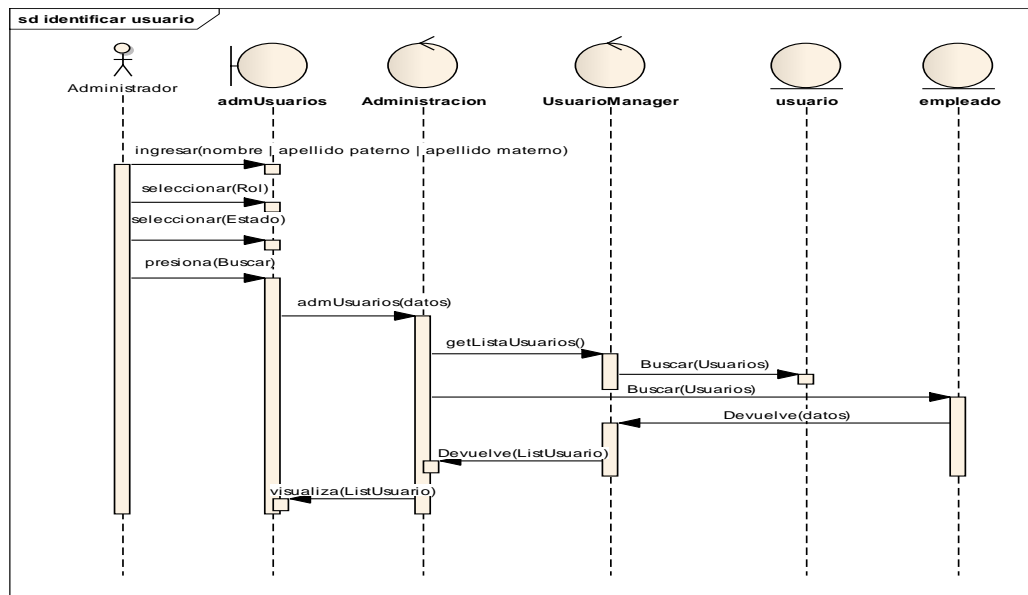 sd identificar usuario
Administrador
admUsuarios
Administracion
UsuarioManager
usuario
empleado
ingresar(nombre | apellido paterno | apellido materno)
seleccionar(Rol)
seleccionar(Estado)
presiona(Buscar)
admUsuarios(datos)
getListaUsuarios()
Buscar(Usuarios)
Buscar(Usuarios)
Devuelve(datos)
Devuelve(ListUsuario)
visualiza(ListUsuario)